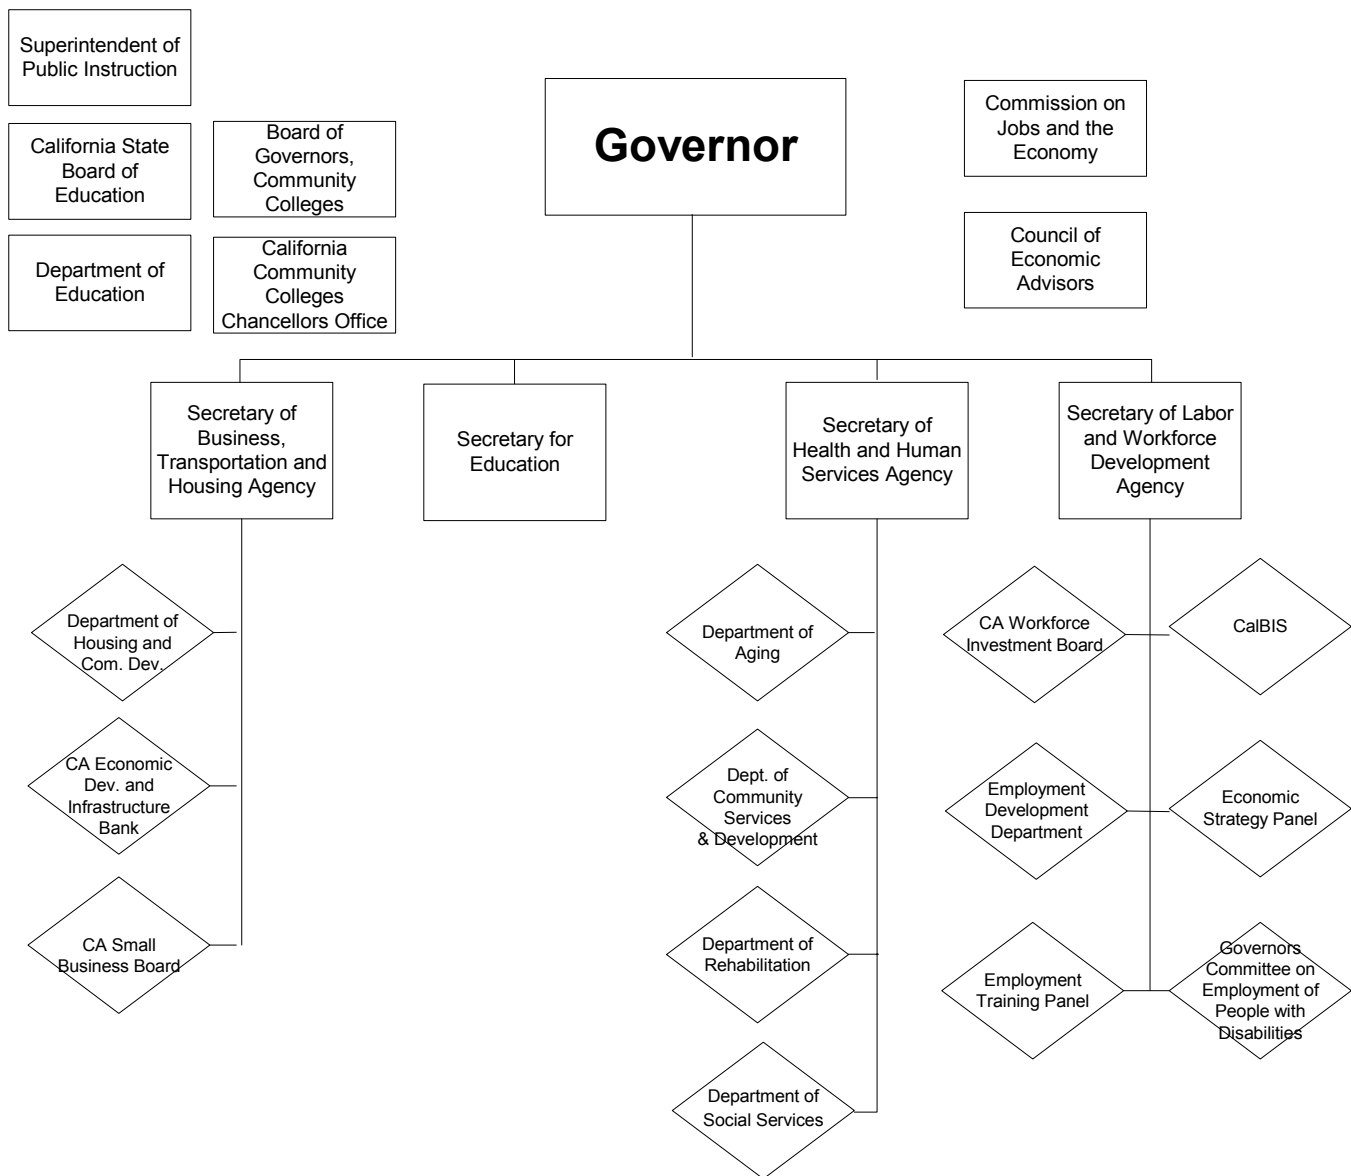 Superintendent of
Public Instruction
California State
Board of
Education
Department of
Education
Board of
Governors,
Community
Colleges
California
Community
Colleges
Chancellors Office
Governor
Commission on
Jobs and the
Economy
Council of
Economic
Advisors
Secretary of
Business,
Transportation and
Housing Agency
Secretary for
Education
Secretary of
Health and Human
Services Agency
Secretary of Labor
and Workforce
Development
Agency
Department of
Housing and
Com. Dev.
CA Economic
Dev. and
Infrastructure
Bank
CA Small
Business Board
Department of
Aging
Dept. of
Community
Services
& Development
Department of
Rehabilitation
Department of
Social Services
CA Workforce
Investment Board
CalBIS
Employment
Development
Department
Economic
Strategy Panel
Employment
Training Panel
Governors
Committee on
Employment of
People with
Disabilities